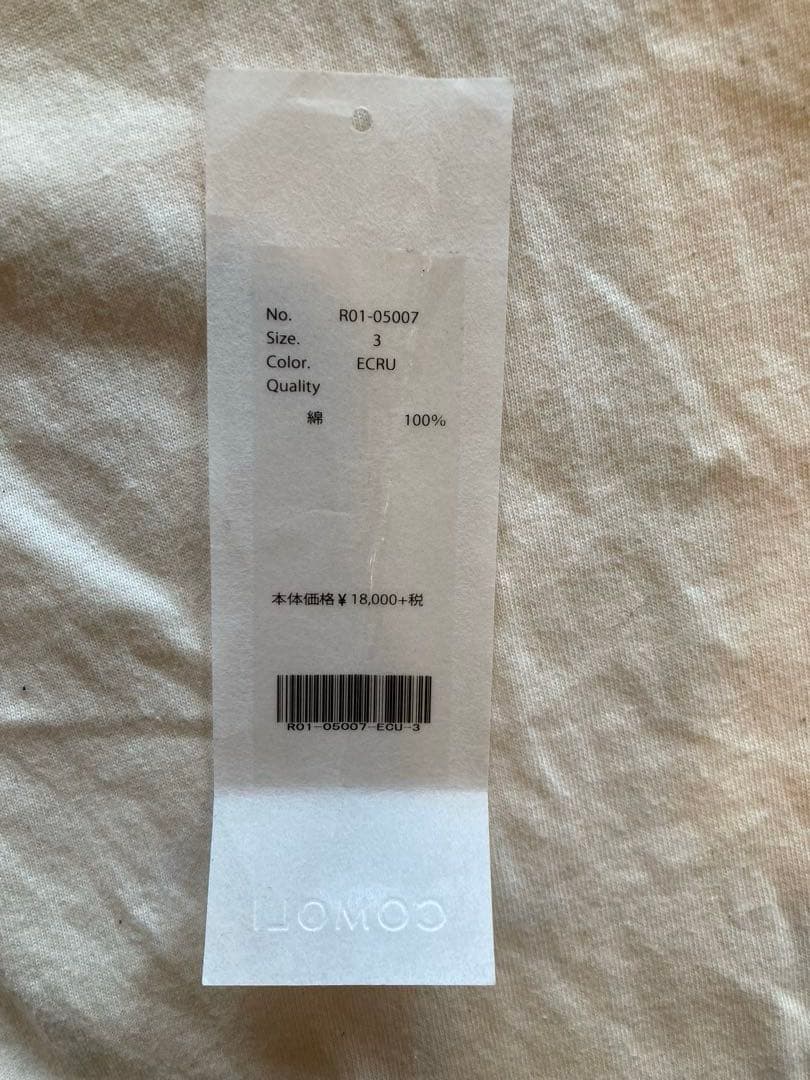 No. R01-05007
Size. 3
Color. ECRU
Quality
綿 100%
本体価格¥18,000+税
R01-05007-ECU-3
COMOLI